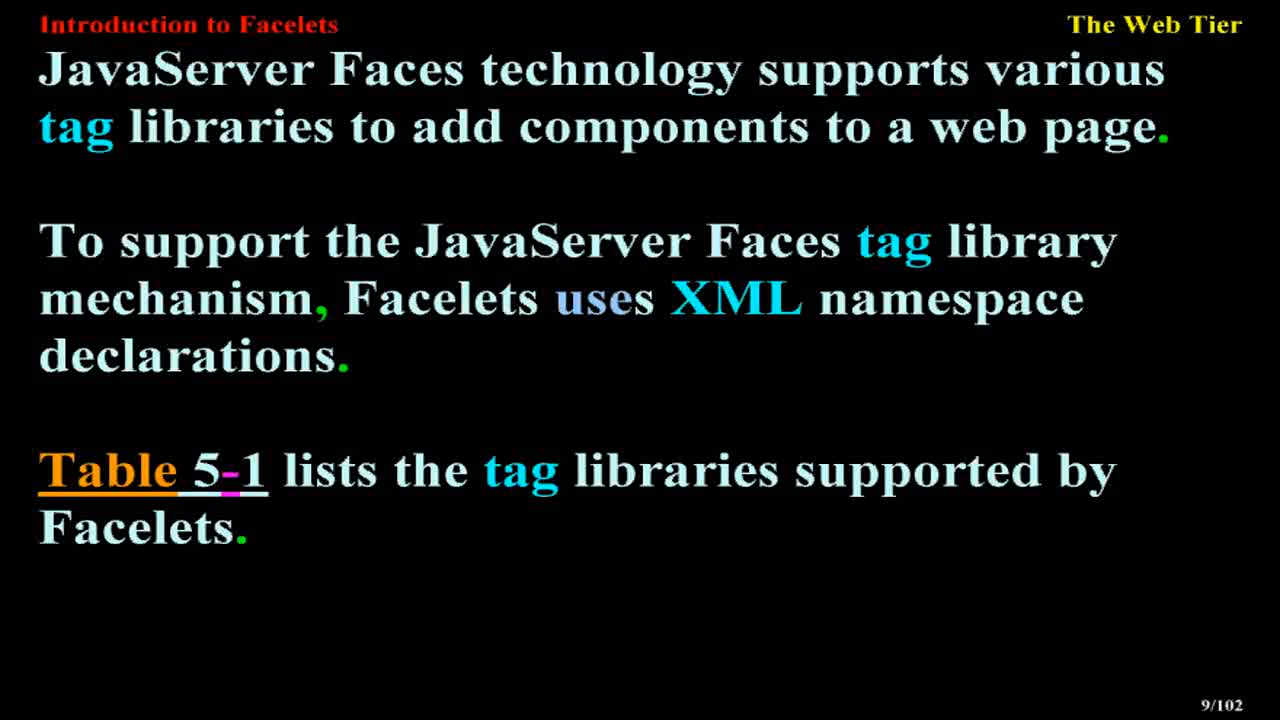 Introduction to Facelets
The Web Tier
JavaServer Faces technology supports various
tag libraries to add components to a web page.
To support the JavaServer Faces tag library
mechanism, Facelets uses XML namespace
declarations.
Table 5-1 lists the tag libraries supported by
Facelets.
9/102